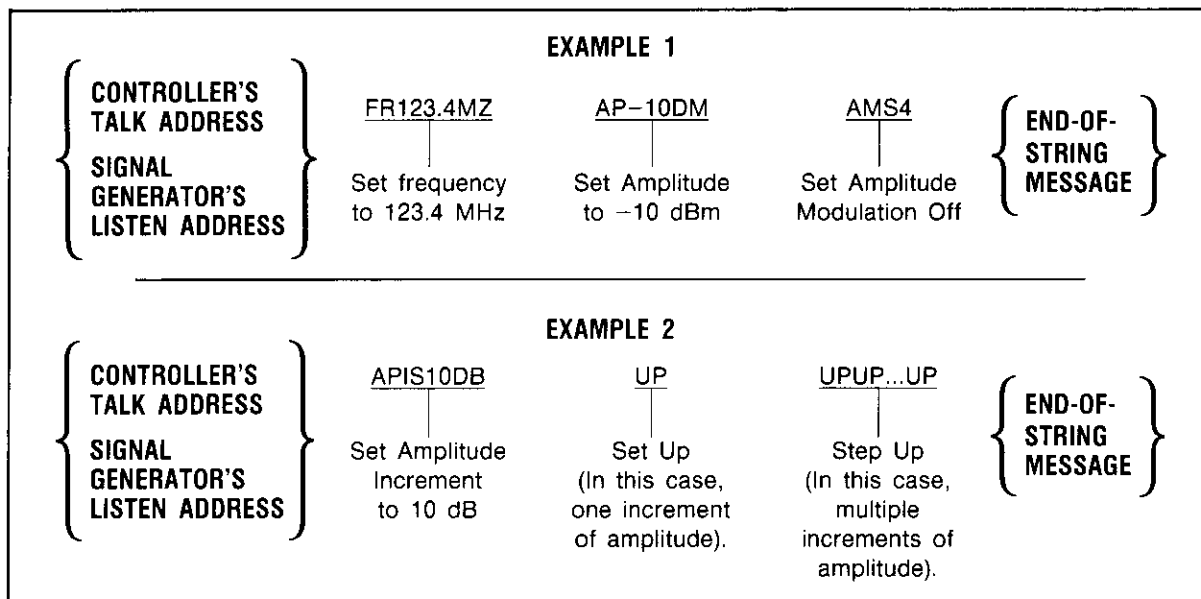 EXAMPLE 1
CONTROLLER'S
TALK ADDRESS
SIGNAL
GENERATOR'S
LISTEN ADDRESS
FR123.4MZ
Set frequency
to 123.4 MHz
AP–10DM
Set Amplitude
to –10 dBm
AMS4
Set Amplitude
Modulation Off
END-OF-
STRING
MESSAGE
EXAMPLE 2
CONTROLLER'S
TALK ADDRESS
SIGNAL
GENERATOR'S
LISTEN ADDRESS
APIS10DB
Set Amplitude
Increment
to 10 dB
UP
Set Up
(In this case,
one increment
of amplitude).
UPUP...UP
Step Up
(In this case,
multiple
increments of
amplitude).
END-OF-
STRING
MESSAGE